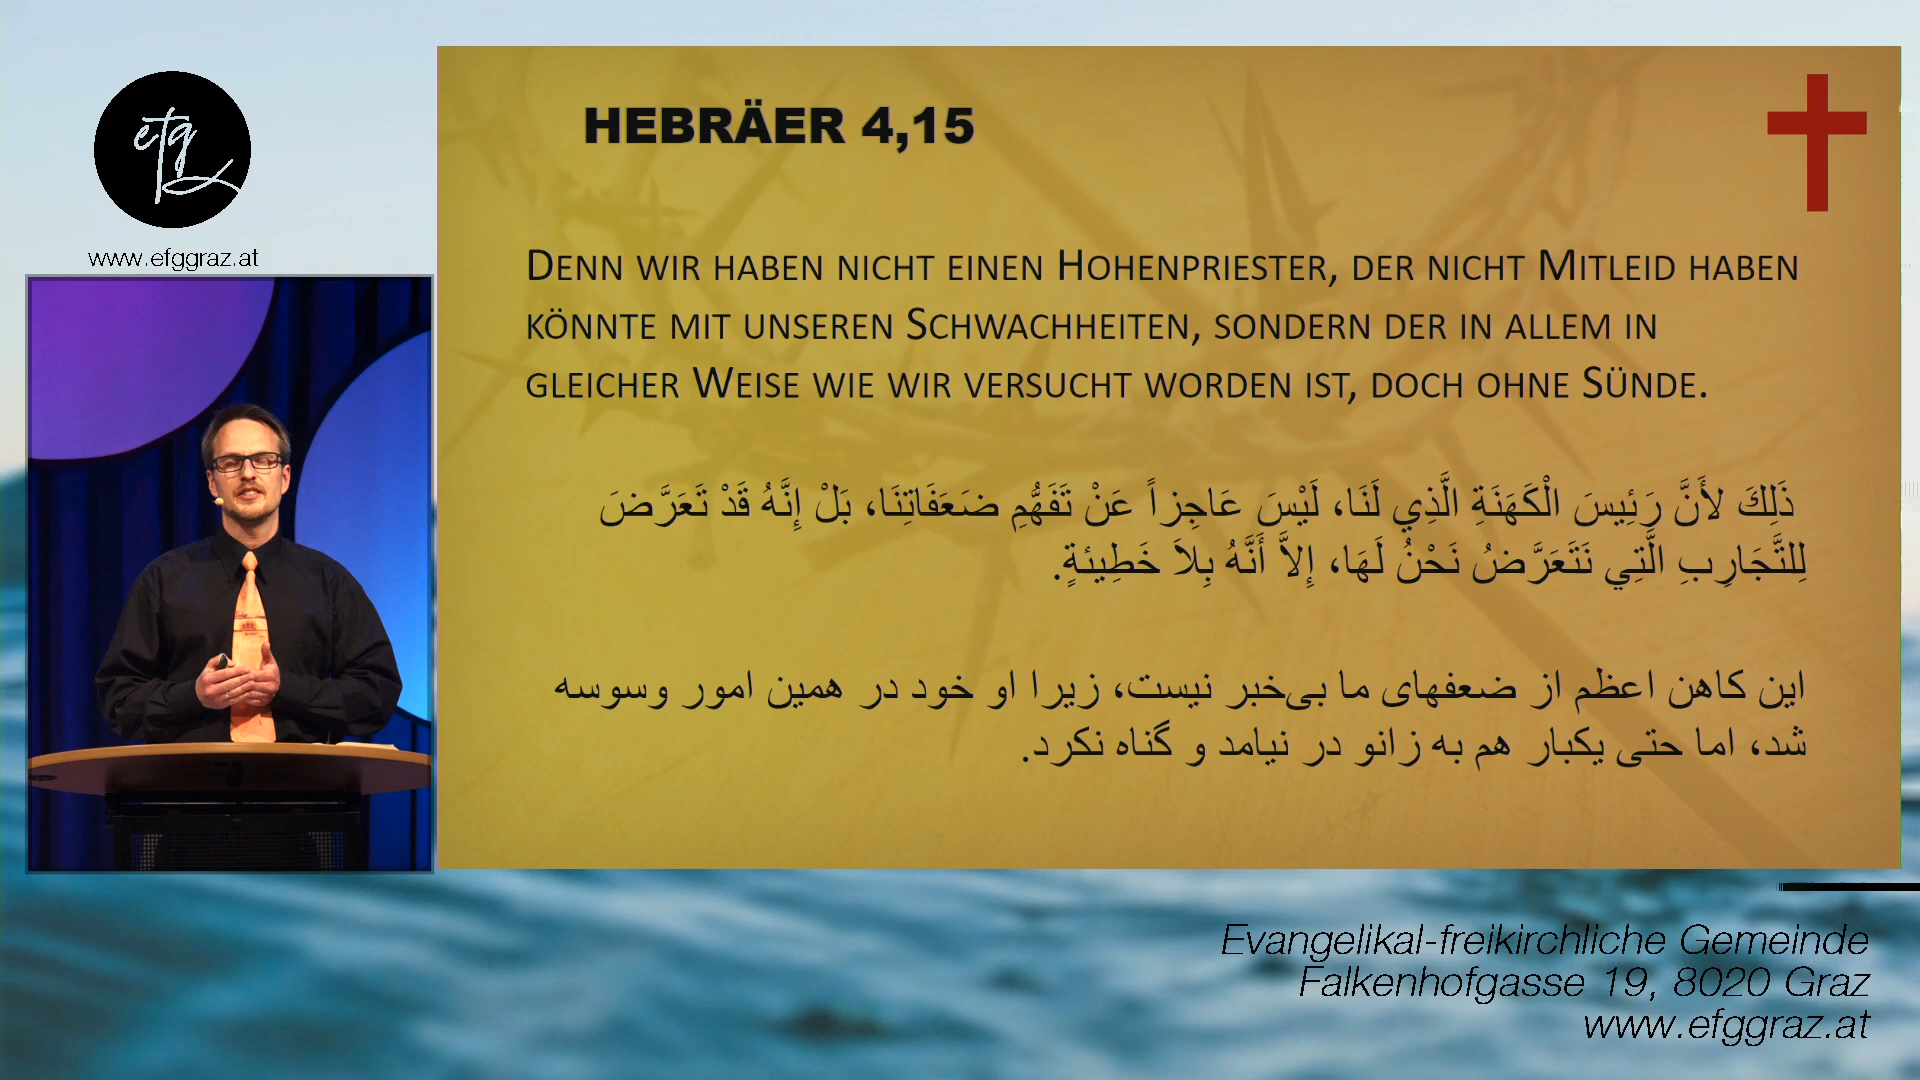 efg
www.efggraz.at
HEBRÄER 4,15
Denn wir haben nicht einen Hohenpriester, der nicht Mitleid haben
könnte mit unseren Schwachheiten, sondern der in allem in
gleicher Weise wie wir versucht worden ist, doch ohne Sünde.
ذَلِكَ لأَنَّ رَئِيسَ الْكَهَنَةِ الَّذِي لَنَا، لَيْسَ عَاجِزاً عَنْ تَفَهُّمِ ضَعَفَاتِنَا، بَلْ إِنَّهُ قَدْ تَعَرَّضَ
لِلتَّجَارِبِ الَّتِي نَتَعَرَّضُ نَحْنُ لَهَا، إِلاَّ أَنَّهُ بِلاَ خَطِيئةٍ.
این کاهن اعظم از ضعفهای ما بی‌خبر نیست، زیرا او خود در همین امور وسوسه
شد، اما حتی یکبار هم به زانو در نیامد و گناه نکرد.
Evangelikal-freikirchliche Gemeinde
Falkenhofgasse 19, 8020 Graz
www.efggraz.at